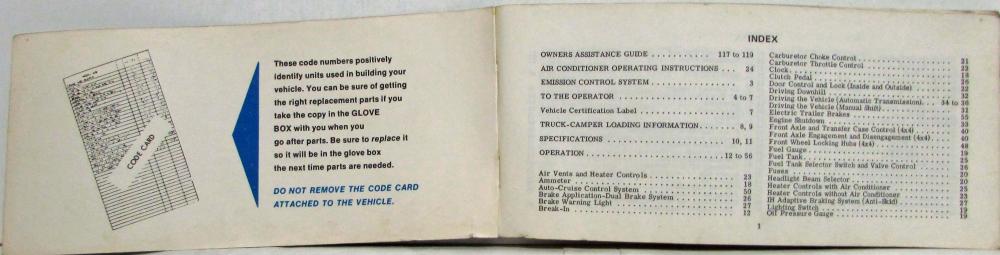 CODE CARD
These code numbers positively
identify units used in building your
vehicle. You can be sure of getting
the right replacement parts if you
take the copy in the GLOVE
BOX with you when you
go after parts. Be sure to replace it
so it will be in the glove box
the next time parts are needed.
DO NOT REMOVE THE CODE CARD
ATTACHED TO THE VEHICLE.
INDEX
OWNERS ASSISTANCE GUIDE . . . . . . . . . . . 117 to 119
AIR CONDITIONER OPERATING INSTRUCTIONS . . . 24
EMISSION CONTROL SYSTEM . . . . . . . . . . . 3
TO THE OPERATOR . . . . . . . . . . . 4 to 7
Vehicle Certification Label . . . . . . . . . . . 7
TRUCK-CAMPER LOADING INFORMATION . . . . . . . 8, 9
SPECIFICATIONS . . . . . . . . . . . 10, 11
OPERATION . . . . . . . . . . . 12 to 56
Air Vents and Heater Controls . . . . . . . . . . . 23
Ammeter . . . . . . . . . . . 18
Auto-Cruise Control System . . . . . . . . . . . 50
Brake Application-Dual Brake System . . . . . . . . . . . 26
Brake Warning Light . . . . . . . . . . . 27
Break-In . . . . . . . . . . . 12
Carburetor Choke Control . . . . . . . . . . . 21
Carburetor Throttle Control . . . . . . . . . . .
Clock . . . . . . . . . . .
Clutch Pedal . . . . . . . . . . .
Door Control and Lock (Inside and Outside) . . . . . .
Driving Downhill . . . . . . . . . . . 32
Driving the Vehicle (Automatic Transmission) . . . 34 to 36
Driving the Vehicle (Manual Shift) . . . . . . . . . . . 31
Electric Trailer Brakes . . . . . . . . . . . 55
Engine Shutdown . . . . . . . . . . . 33
Front Axle and Transfer Case Control (4x4) . . . . . . 40
Front Axle Engagement and Disengagement (4x4) . . . . . 40
Front Wheel Locking Hubs (4x4) . . . . . . . . . . . 48
Fuel Gauge . . . . . . . . . . . 19
Fuel Tank . . . . . . . . . . . 25
Fuel Tank Selector Switch and Valve Control . . . . . .
Fuses . . . . . . . . . . .
Headlight Beam Selector . . . . . . . . . . . 20
Heater Controls with Air Conditioner . . . . . . . . . . . 25
Heater Controls without Air Conditioner . . . . . . . . . . . 23
IH Adaptive Braking System (Anti-Skid) . . . . . . . . . . . 27
Lighting Switch . . . . . . . . . . . 19
Oil Pressure Gauge . . . . . . . . . . . 19
1